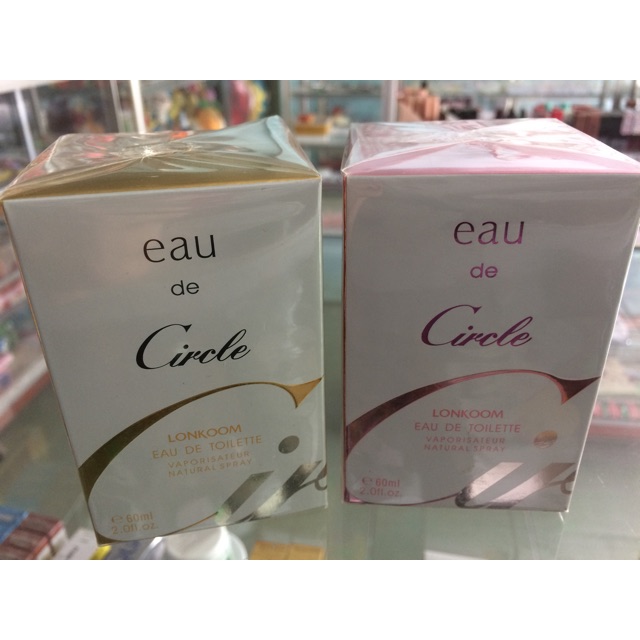 eau
de
Circle
LONKOOM
EAU DE TOILETTE
VAPORISATEUR
NATURAL SPRAY
e 60ml
2.0fl.oz.
eau
de
Circle
LONKOOM
EAU DE TOILETTE
VAPORISATEUR
NATURAL SPRAY
e 60ml
2.0fl.oz.